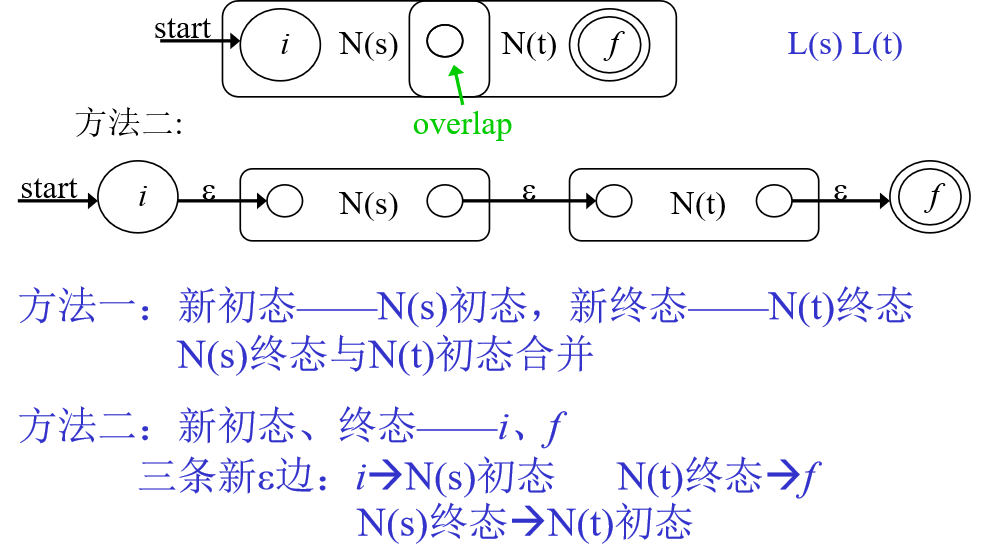 start i N(s) N(t) f L(s) L(t)
overlap
方法二:
start i ε N(s) ε N(t) ε f
方法一：新初态——N(s)初态，新终态——N(t)终态
N(s)终态与N(t)初态合并
方法二：新初态、终态——i、f
三条新ε边：i→N(s)初态 N(t)终态→f
N(s)终态→N(t)初态